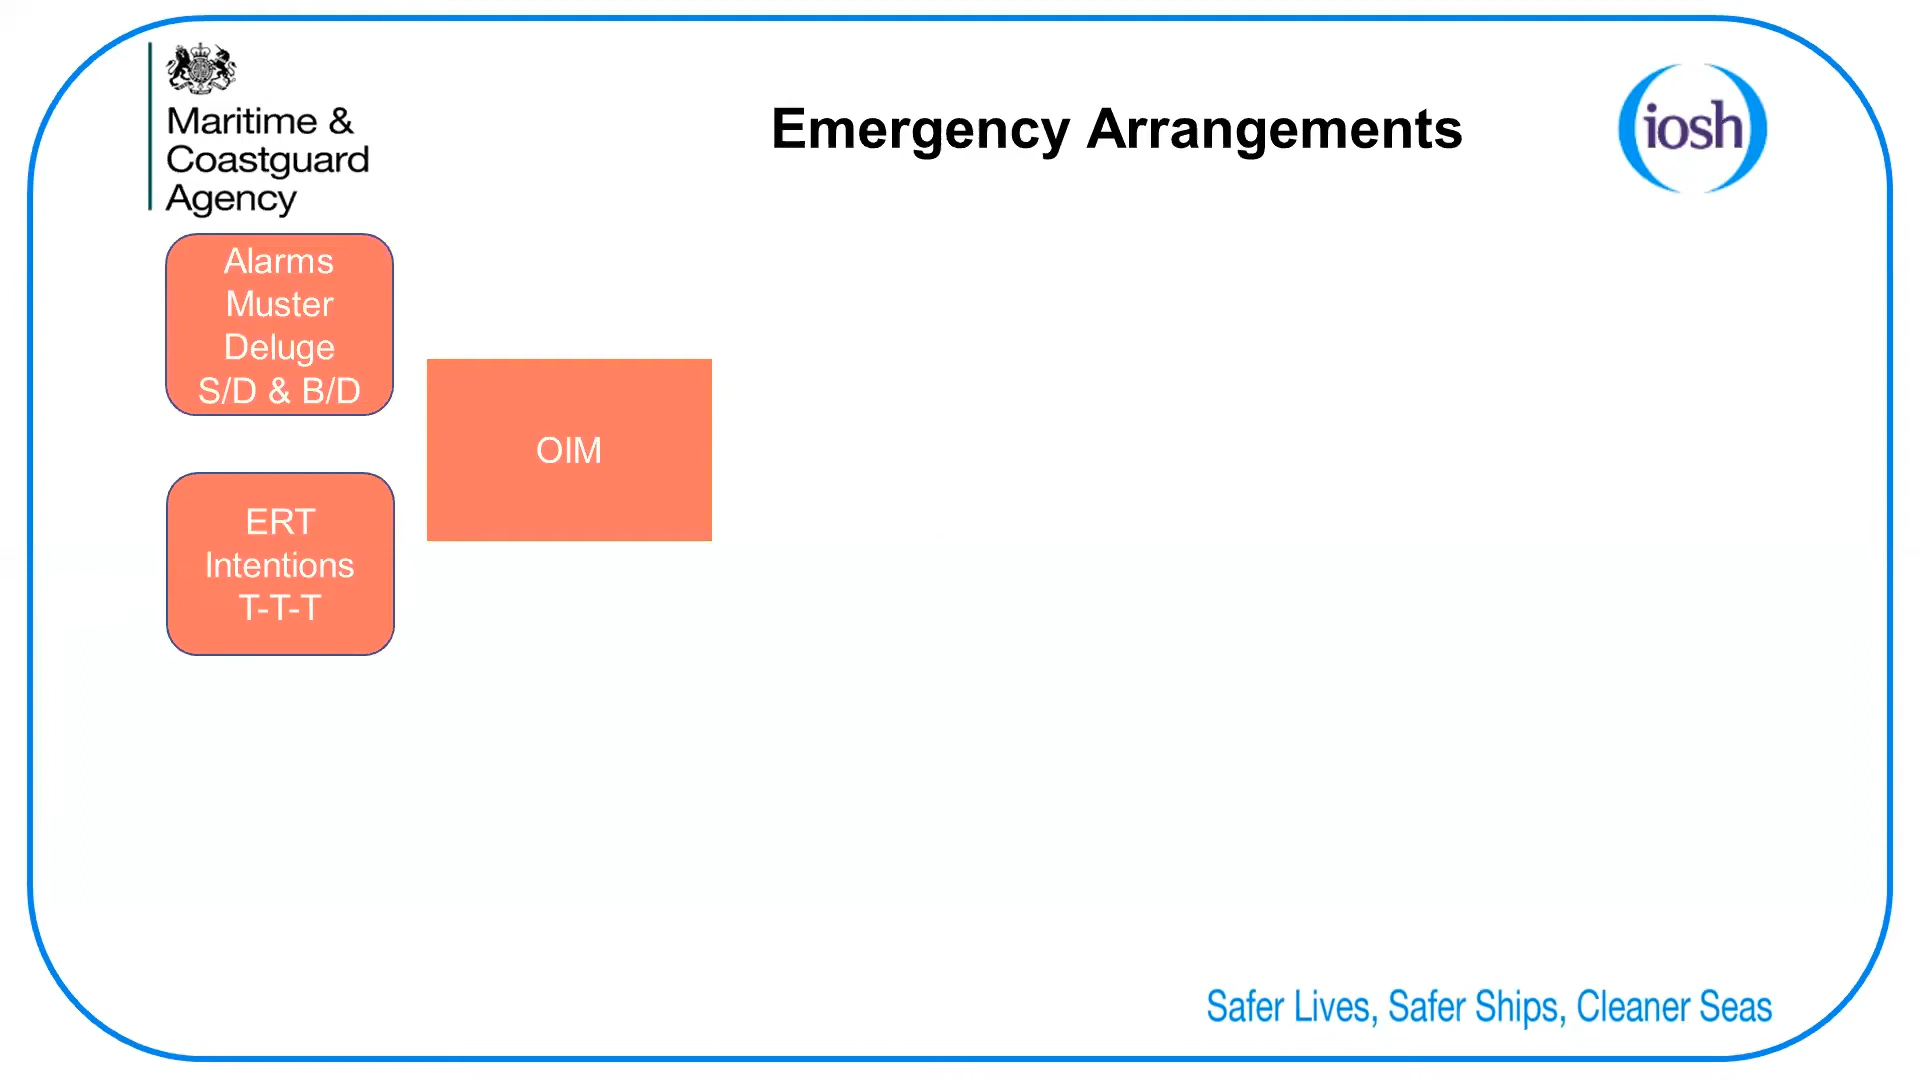 Maritime &
Coastguard
Agency
Emergency Arrangements
iosh
Alarms
Muster
Deluge
S/D & B/D
OIM
ERT
Intentions
T-T-T
Safer Lives, Safer Ships, Cleaner Seas